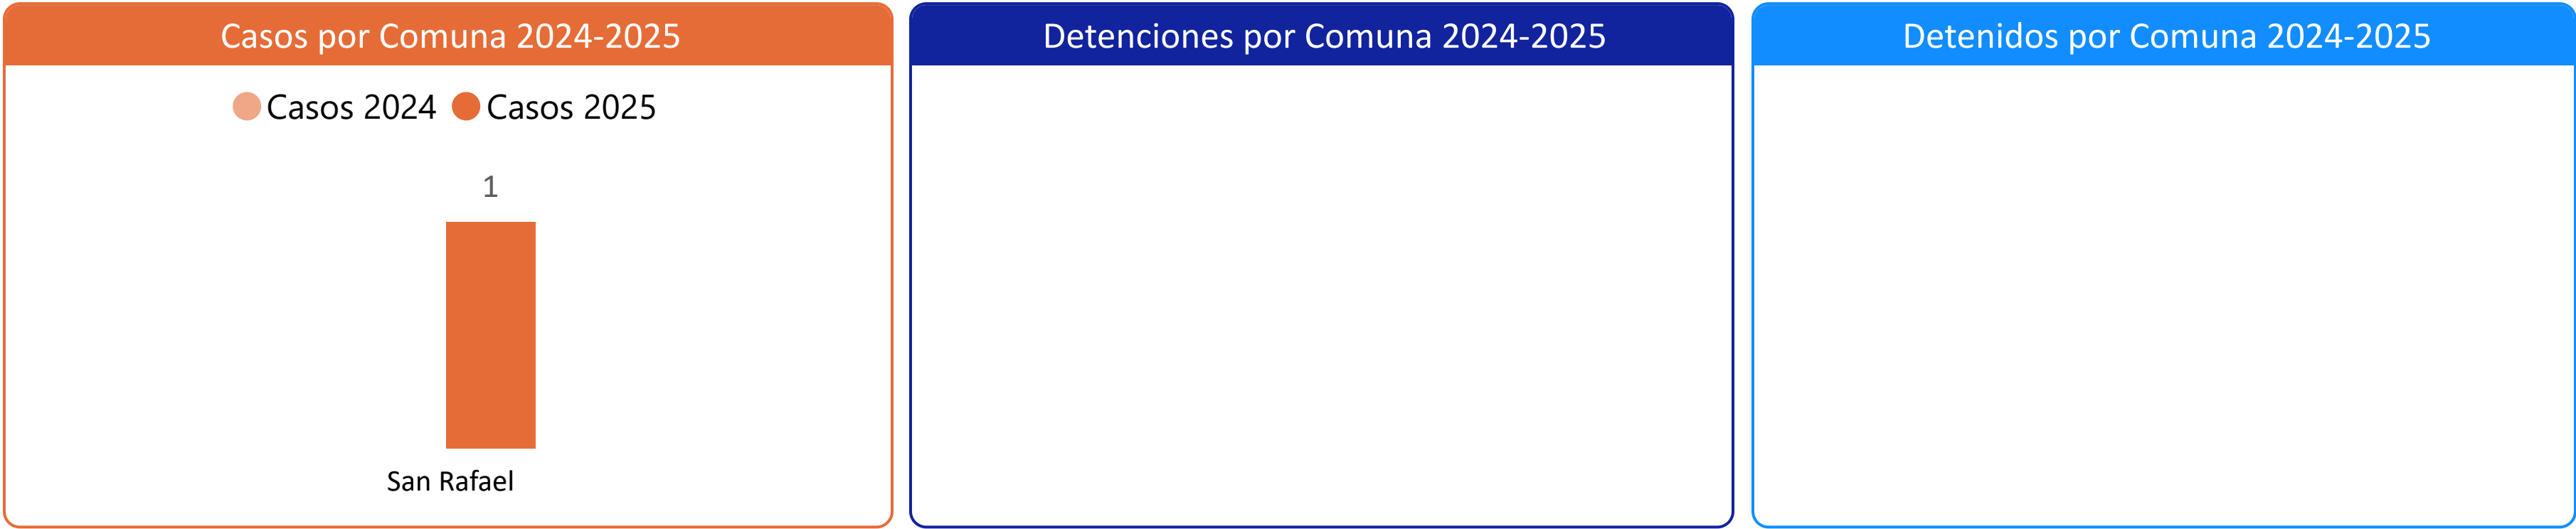 Casos por Comuna 2024-2025
Casos 2024 Casos 2025
1
San Rafael
Detenciones por Comuna 2024-2025
Detenidos por Comuna 2024-2025